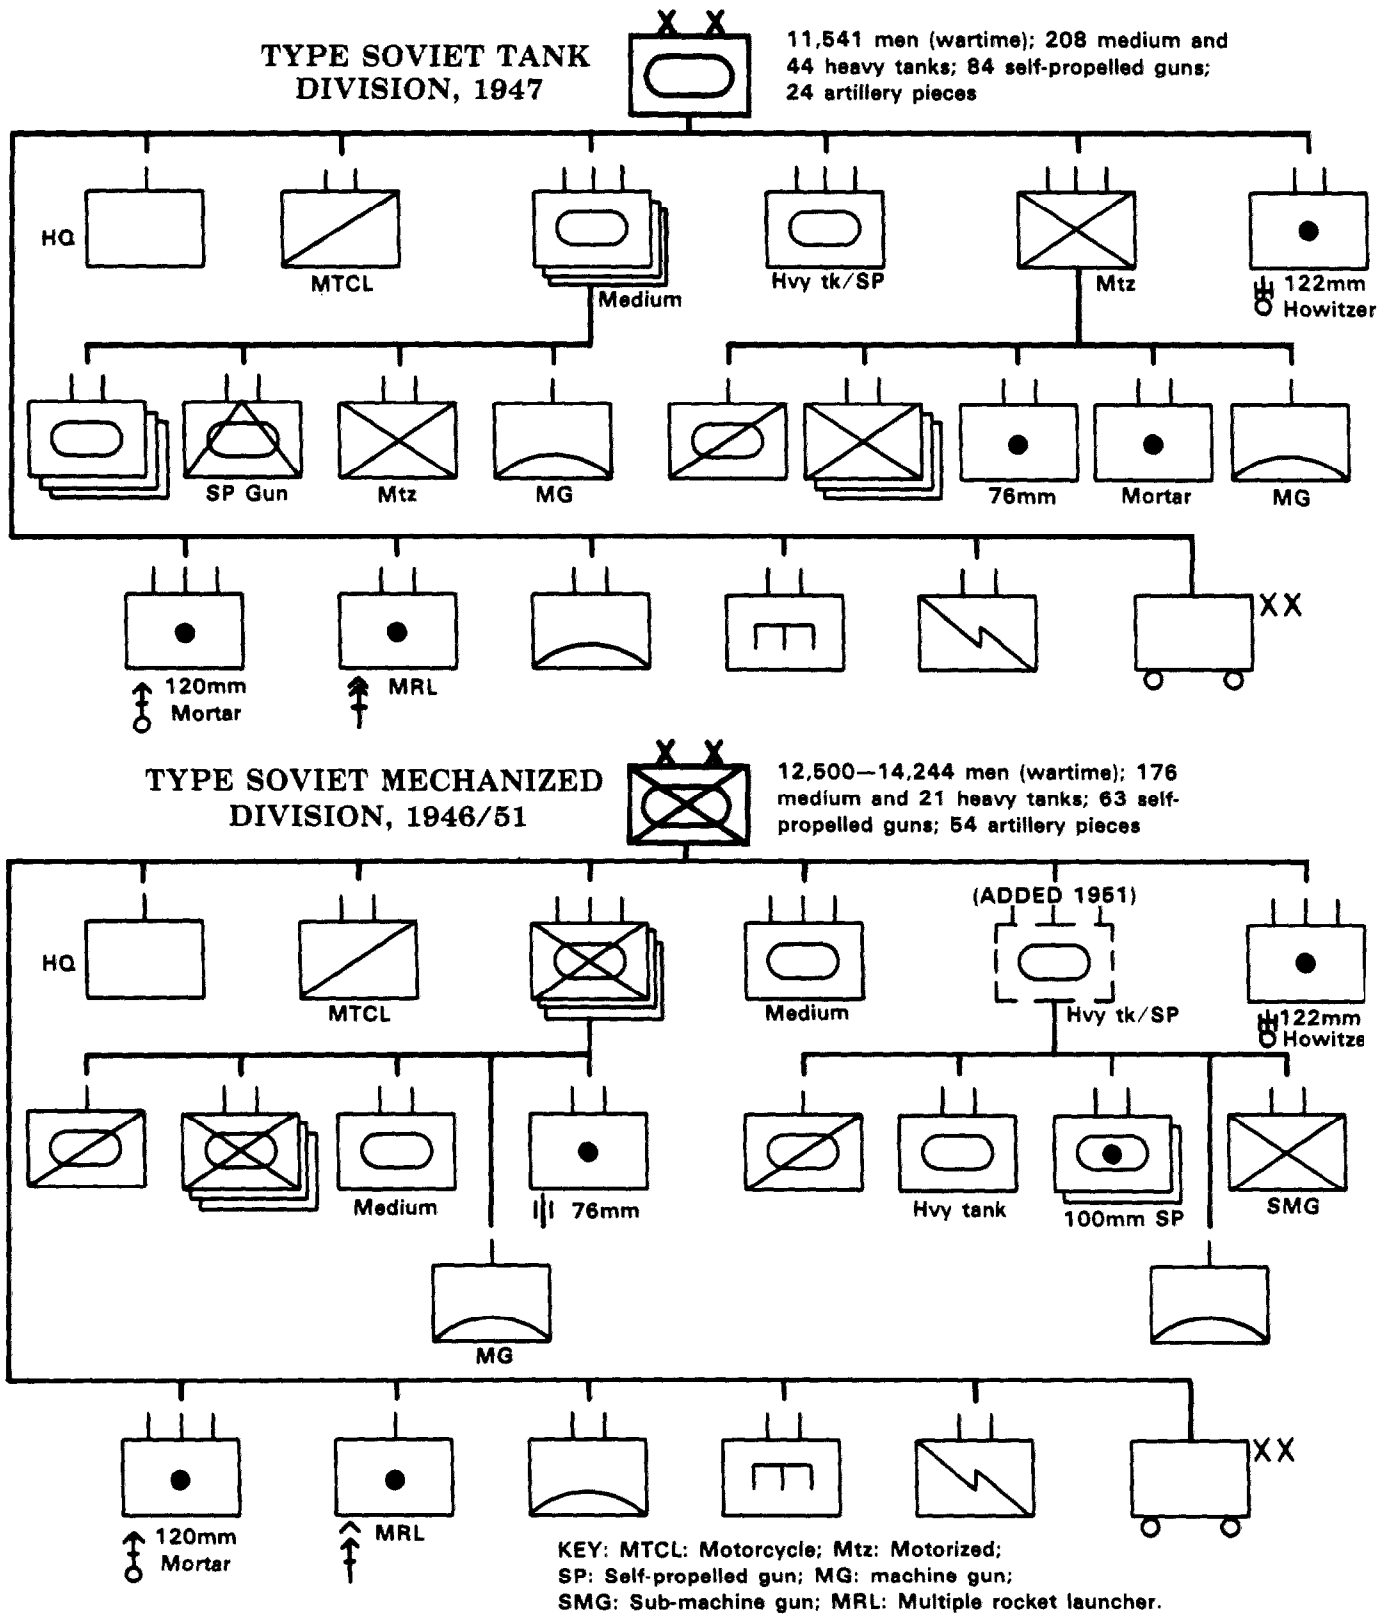 TYPE SOVIET TANK
DIVISION, 1947
X X
11,541 men (wartime); 208 medium and
44 heavy tanks; 84 self-propelled guns;
24 artillery pieces
HQ
MTCL
Medium
Hvy tk/SP
Mtz
122mm
Howitzer
SP Gun
Mtz
MG
76mm
Mortar
MG
XX
120mm
Mortar
MRL
TYPE SOVIET MECHANIZED
DIVISION, 1946/51
X X
12,500—14,244 men (wartime); 176
medium and 21 heavy tanks; 63 self-
propelled guns; 54 artillery pieces
(ADDED 1951)
HQ
MTCL
Medium
Hvy tk/SP
122mm
Howitze
Medium
76mm
Hvy tank
100mm SP
SMG
MG
XX
120mm
Mortar
MRL
KEY: MTCL: Motorcycle; Mtz: Motorized;
SP: Self-propelled gun; MG: machine gun;
SMG: Sub-machine gun; MRL: Multiple rocket launcher.